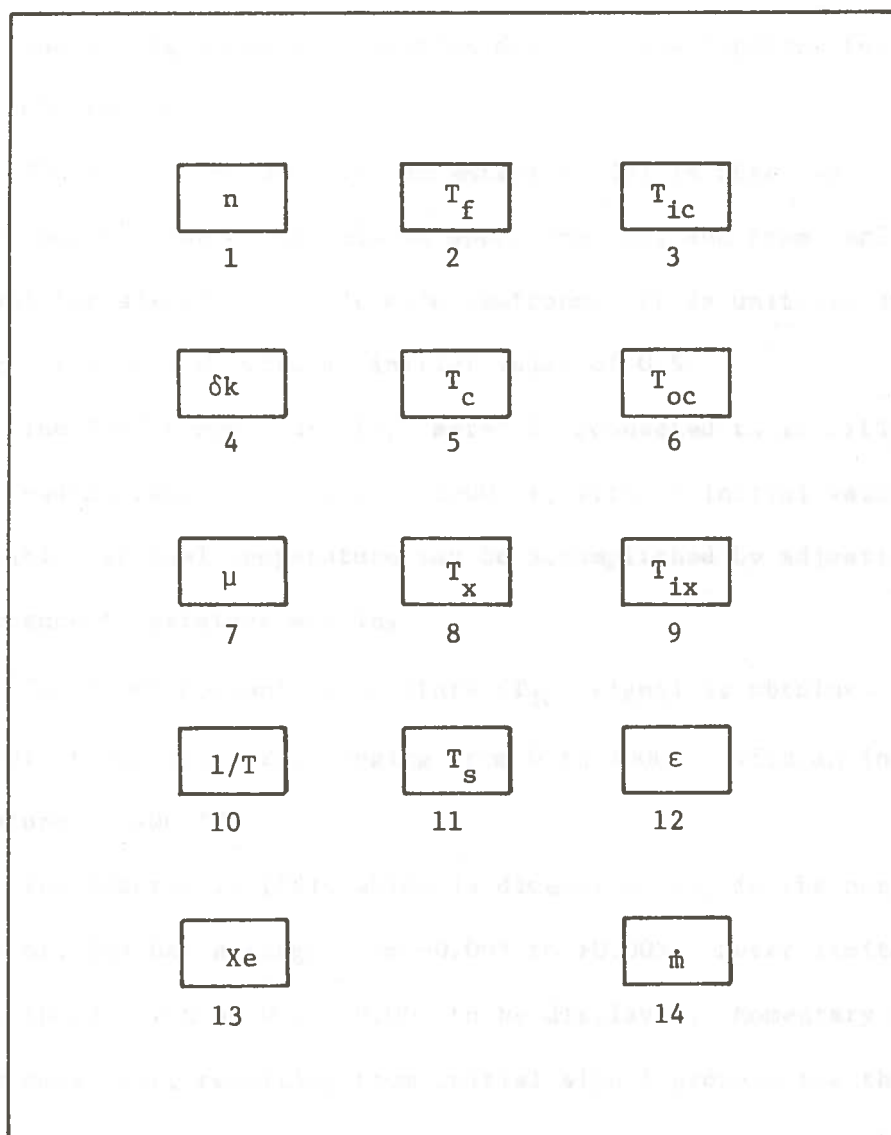 n T_f T_ic
1 2 3
δk T_c T_oc
4 5 6
μ T_x T_ix
7 8 9
1/T T_s ε
10 11 12
Xe ṁ
13 14